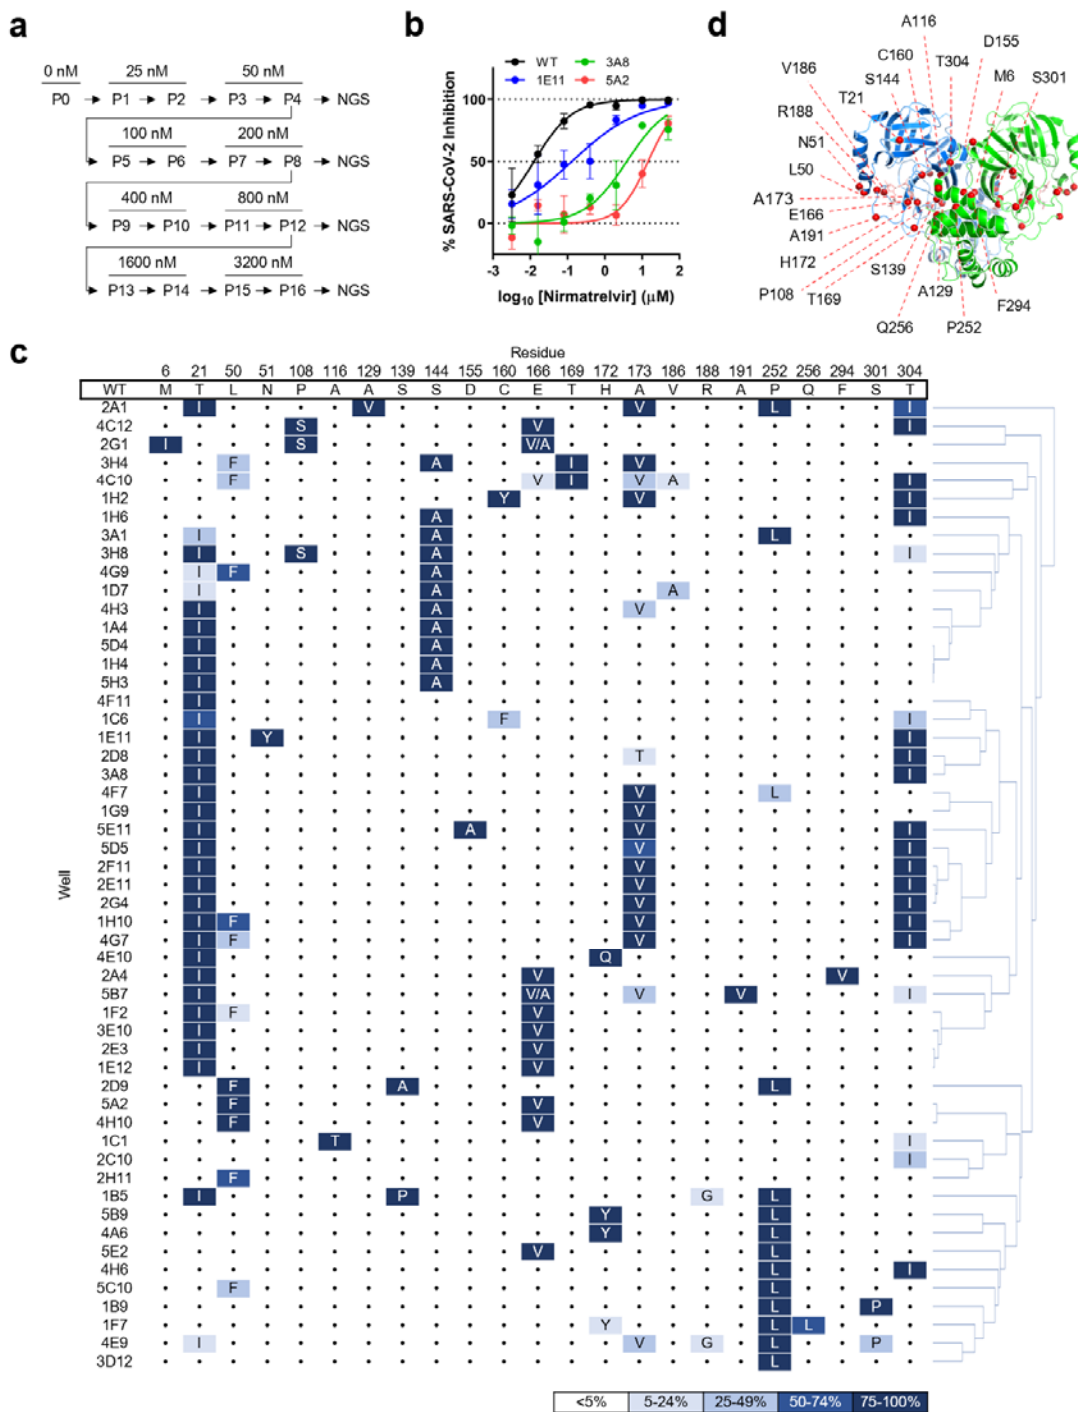 a
0 nM 25 nM 50 nM
P0 P1 P2 P3 P4 NGS
100 nM 200 nM
P5 P6 P7 P8 NGS
400 nM 800 nM
P9 P10 P11 P12 NGS
1600 nM 3200 nM
P13 P14 P15 P16 NGS
b
WT 3A8
1E11 5A2
% SARS-CoV-2 Inhibition
100
50
0
-3 -2 -1 0 1 2
log10 [Nirmatrelvir] (μM)
d
A116
C160 D155
V186 S144 T304 M6 S301
R188 T21
N51
L50
A173
E166
A191
H172 S139
P108 T169 A129 F294
Q256 P252
c
Residue
6 21 50 51 108 116 129 139 144 155 160 166 169 172 173 186 188 191 252 256 294 301 304
WT M T L N P A A S S D C E T H A V R A P Q F S T
Well
2A1 • I • • • • V • • • • • • • V • • • L • • • I
4C12 • • • • S • • • • • • V • • • • • • • • • • I
2G1 I • • • S • • • • • • V/A • • • • • • • • • • •
3H4 • • F • • • • • A • • • I • V • • • • • • • •
4C10 • • F • • • • • • • • V I • V A • • • • • • I
1H2 • • • • • • • • • • Y • • • V • • • • • • • I
1H6 • • • • • • • • A • • • • • • • • • • • • • I
3A1 • I • • • • • • A • • • • • • • • • L • • • •
3H8 • I • • S • • • A • • • • • • • • • • • • • I
4G9 • I F • • • • • A • • • • • • • • • • • • • •
1D7 • I • • • • • • A • • • • • • A • • • • • • •
4H3 • I • • • • • • A • • • • • V • • • • • • • •
1A4 • I • • • • • • A • • • • • • • • • • • • • •
5D4 • I • • • • • • A • • • • • • • • • • • • • •
1H4 • I • • • • • • A • • • • • • • • • • • • • •
5H3 • I • • • • • • A • • • • • • • • • • • • • •
4F11 • I • • • • • • • • • • • • • • • • • • • • •
1C6 • I • • • • • • • • F • • • • • • • • • • • I
1E11 • I • Y • • • • • • • • • • • • • • • • • • I
2D8 • I • • • • • • • • • • • • T • • • • • • • I
3A8 • I • • • • • • • • • • • • • • • • • • • • I
4F7 • I • • • • • • • • • • • • V • • • L • • • •
1G9 • I • • • • • • • • • • • • V • • • • • • • •
5E11 • I • • • • • • • A • • • • V • • • • • • • I
5D5 • I • • • • • • • • • • • • V • • • • • • • I
2F11 • I • • • • • • • • • • • • V • • • • • • • I
2E11 • I • • • • • • • • • • • • V • • • • • • • I
2G4 • I • • • • • • • • • • • • V • • • • • • • I
1H10 • I F • • • • • • • • • • • V • • • • • • • I
4G7 • I F • • • • • • • • • • • V • • • • • • • I
4E10 • I • • • • • • • • • • • Q • • • • • • • • •
2A4 • I • • • • • • • • • V • • • • • • • • V • •
5B7 • I • • • • • • • • • V/A • • V • • V • • • • I
1F2 • I F • • • • • • • • V • • • • • • • • • • •
3E10 • I • • • • • • • • • V • • • • • • • • • • •
2E3 • I • • • • • • • • • V • • • • • • • • • • •
1E12 • I • • • • • • • • • V • • • • • • • • • • •
2D9 • • F • • • • A • • • • • • • • • • L • • • •
5A2 • • F • • • • • • • • V • • • • • • • • • • •
4H10 • • F • • • • • • • • V • • • • • • • • • • •
1C1 • • • • • T • • • • • • • • • • • • • • • • I
2C10 • • • • • • • • • • • • • • • • • • • • • • I
2H11 • • F • • • • • • • • • • • • • • • • • • • •
1B5 • I • • • • • P • • • • • • • • G • L • • • •
5B9 • • • • • • • • • • • • • Y • • • • L • • • •
4A6 • • • • • • • • • • • • • Y • • • • L • • • •
5E2 • • • • • • • • • • • V • • • • • • L • • • •
4H6 • • • • • • • • • • • • • • • • • • L • • • I
5C10 • • F • • • • • • • • • • • • • • • L • • • •
1B9 • • • • • • • • • • • • • • • • • • L • • P •
1F7 • • • • • • • • • • • • • Y • • • • L L • • •
4E9 • I • • • • • • • • • • • • V • G • L • • P •
3D12 • • • • • • • • • • • • • • • • • • L • • • •
<5% 5-24% 25-49% 50-74% 75-100%